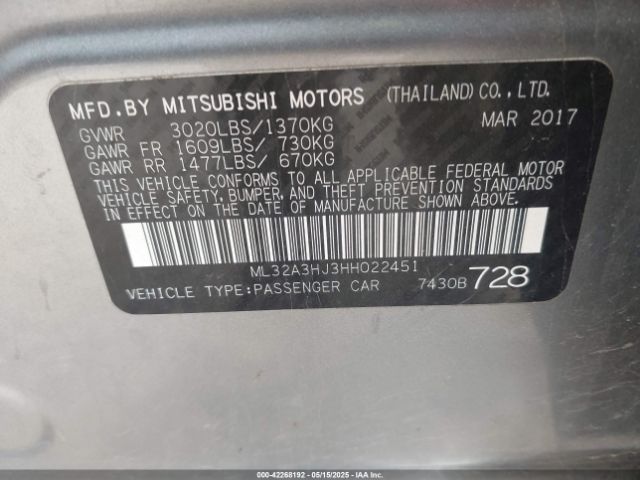 MFD.BY MITSUBISHI MOTORS (THAILAND)CO.,LTD.
GVWR 3020LBS/1370KG MAR 2017
GAWR FR 1609LBS/ 730KG
GAWR RR 1477LBS/ 670KG
THIS VEHICLE CONFORMS TO ALL APPLICABLE FEDERAL MOTOR
VEHICLE SAFETY, BUMPER, AND THEFT PREVENTION STANDARDS
IN EFFECT ON THE DATE OF MANUFACTURE SHOWN ABOVE.
ML32A3HJ3HH022451
VEHICLE TYPE:PASSENGER CAR 7430B 728
000-42268192 - 05/15/2025 - IAAI.COM